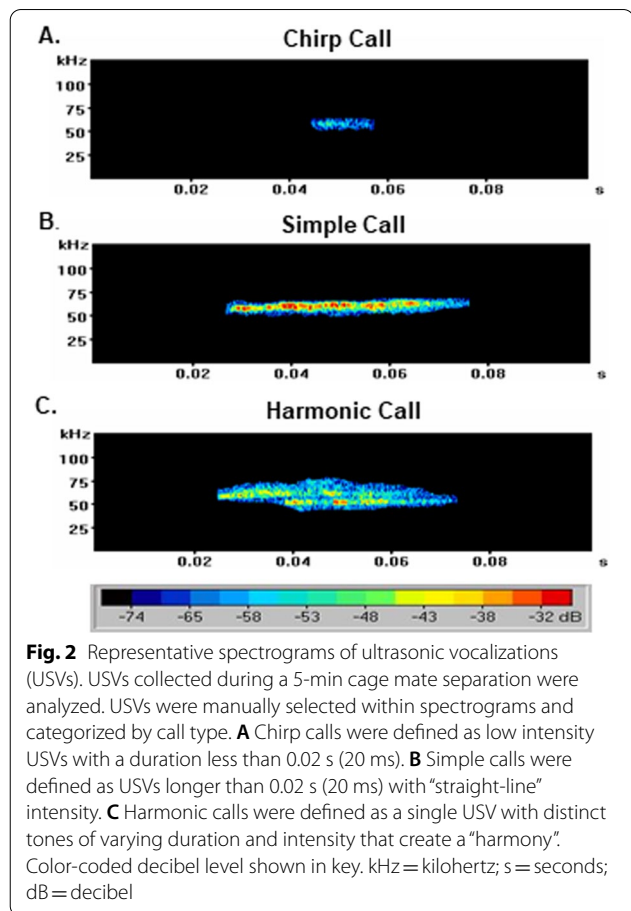 A.
Chirp Call
kHz
100
75
50
25
0.02 0.04 0.06 0.08 s
B.
Simple Call
kHz
100
75
50
25
0.02 0.04 0.06 0.08 s
C.
Harmonic Call
kHz
100
75
50
25
0.02 0.04 0.06 0.08 s
-74 -65 -58 -53 -48 -43 -38 -32 dB
Fig. 2 Representative spectrograms of ultrasonic vocalizations
(USVs). USVs collected during a 5-min cage mate separation were
analyzed. USVs were manually selected within spectrograms and
categorized by call type. A Chirp calls were defined as low intensity
USVs with a duration less than 0.02 s (20 ms). B Simple calls were
defined as USVs longer than 0.02 s (20 ms) with “straight-line”
intensity. C Harmonic calls were defined as a single USV with distinct
tones of varying duration and intensity that create a “harmony”.
Color-coded decibel level shown in key. kHz = kilohertz; s = seconds;
dB = decibel